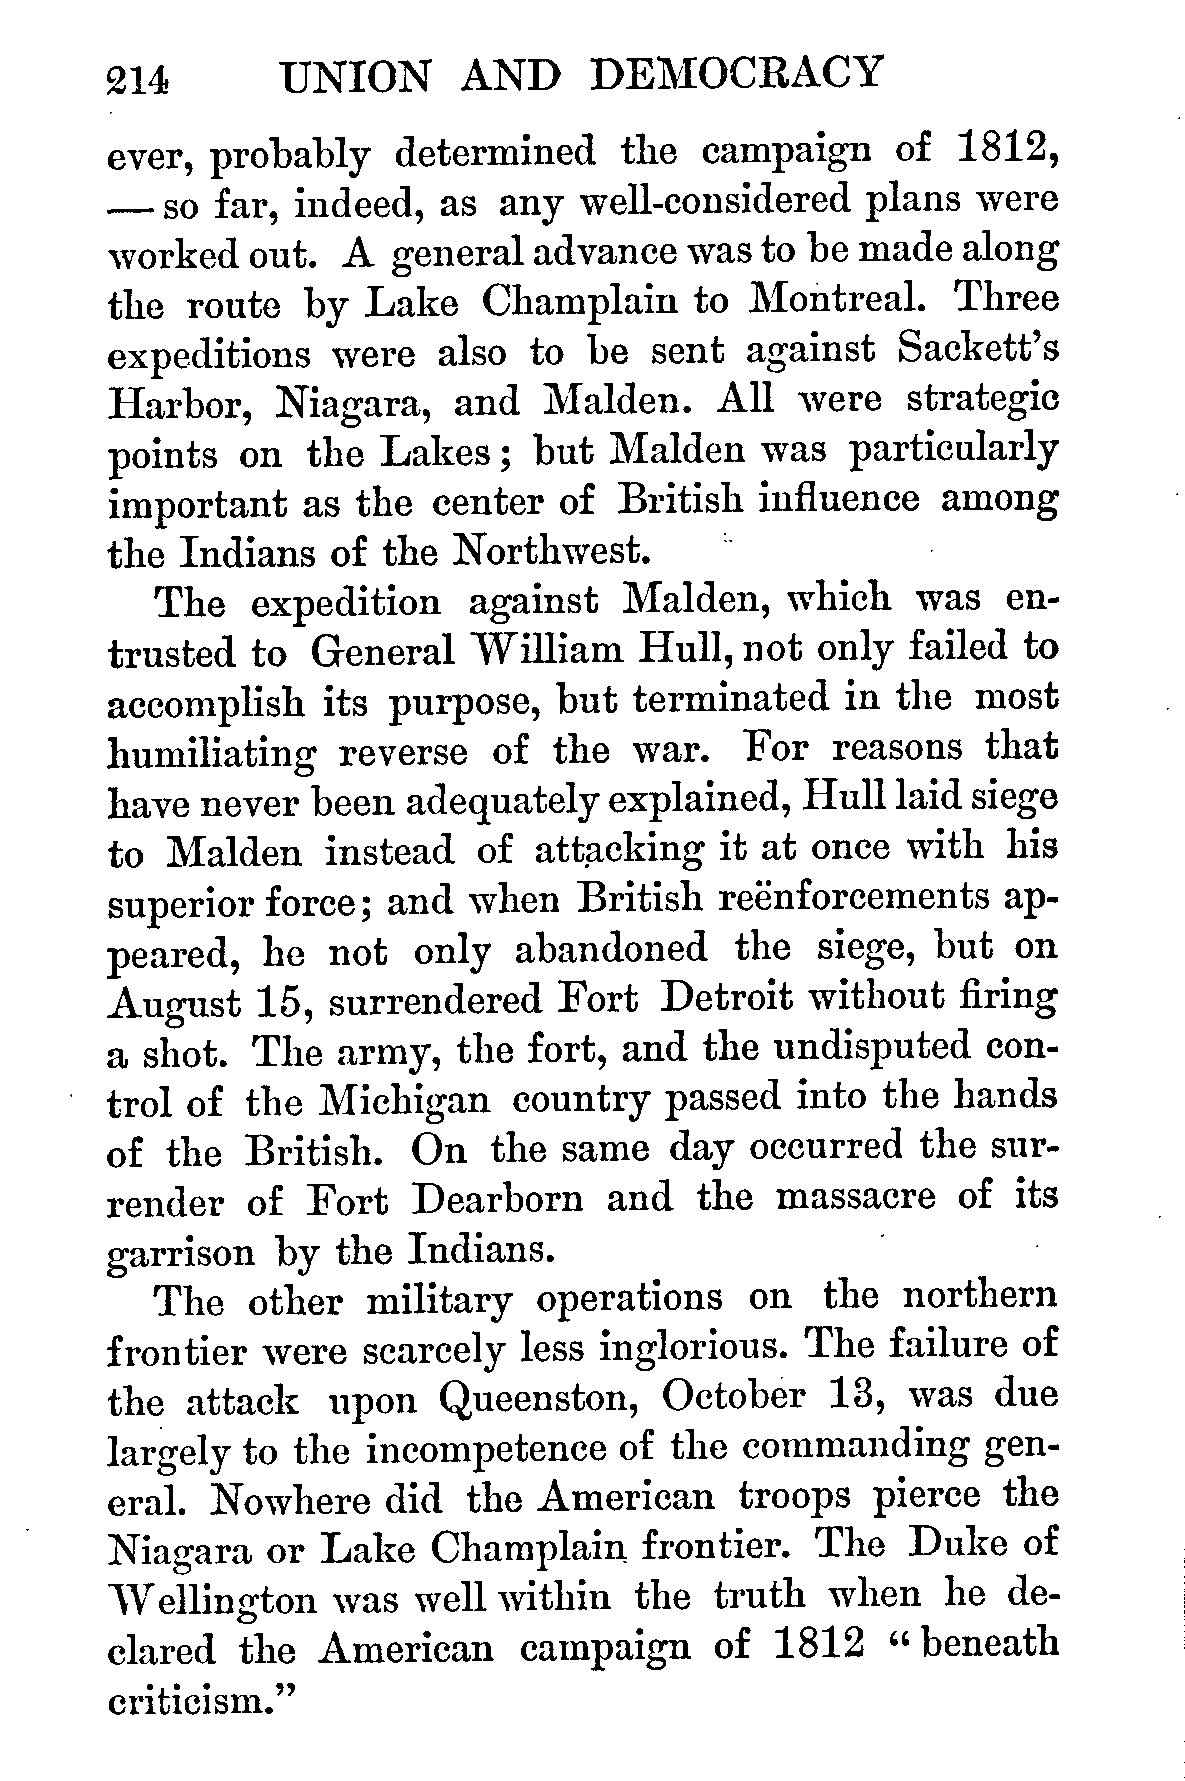 214 UNION AND DEMOCRACY
ever, probably determined the campaign of 1812,
— so far, indeed, as any well-considered plans were
worked out. A general advance was to be made along
the route by Lake Champlain to Montreal. Three
expeditions were also to be sent against Sackett's
Harbor, Niagara, and Malden. All were strategic
points on the Lakes; but Malden was particularly
important as the center of British influence among
the Indians of the Northwest.
The expedition against Malden, which was en-
trusted to General William Hull, not only failed to
accomplish its purpose, but terminated in the most
humiliating reverse of the war. For reasons that
have never been adequately explained, Hull laid siege
to Malden instead of attacking it at once with his
superior force; and when British reënforcements ap-
peared, he not only abandoned the siege, but on
August 15, surrendered Fort Detroit without firing
a shot. The army, the fort, and the undisputed con-
trol of the Michigan country passed into the hands
of the British. On the same day occurred the sur-
render of Fort Dearborn and the massacre of its
garrison by the Indians.
The other military operations on the northern
frontier were scarcely less inglorious. The failure of
the attack upon Queenston, October 13, was due
largely to the incompetence of the commanding gen-
eral. Nowhere did the American troops pierce the
Niagara or Lake Champlain frontier. The Duke of
Wellington was well within the truth when he de-
clared the American campaign of 1812 "beneath
criticism."